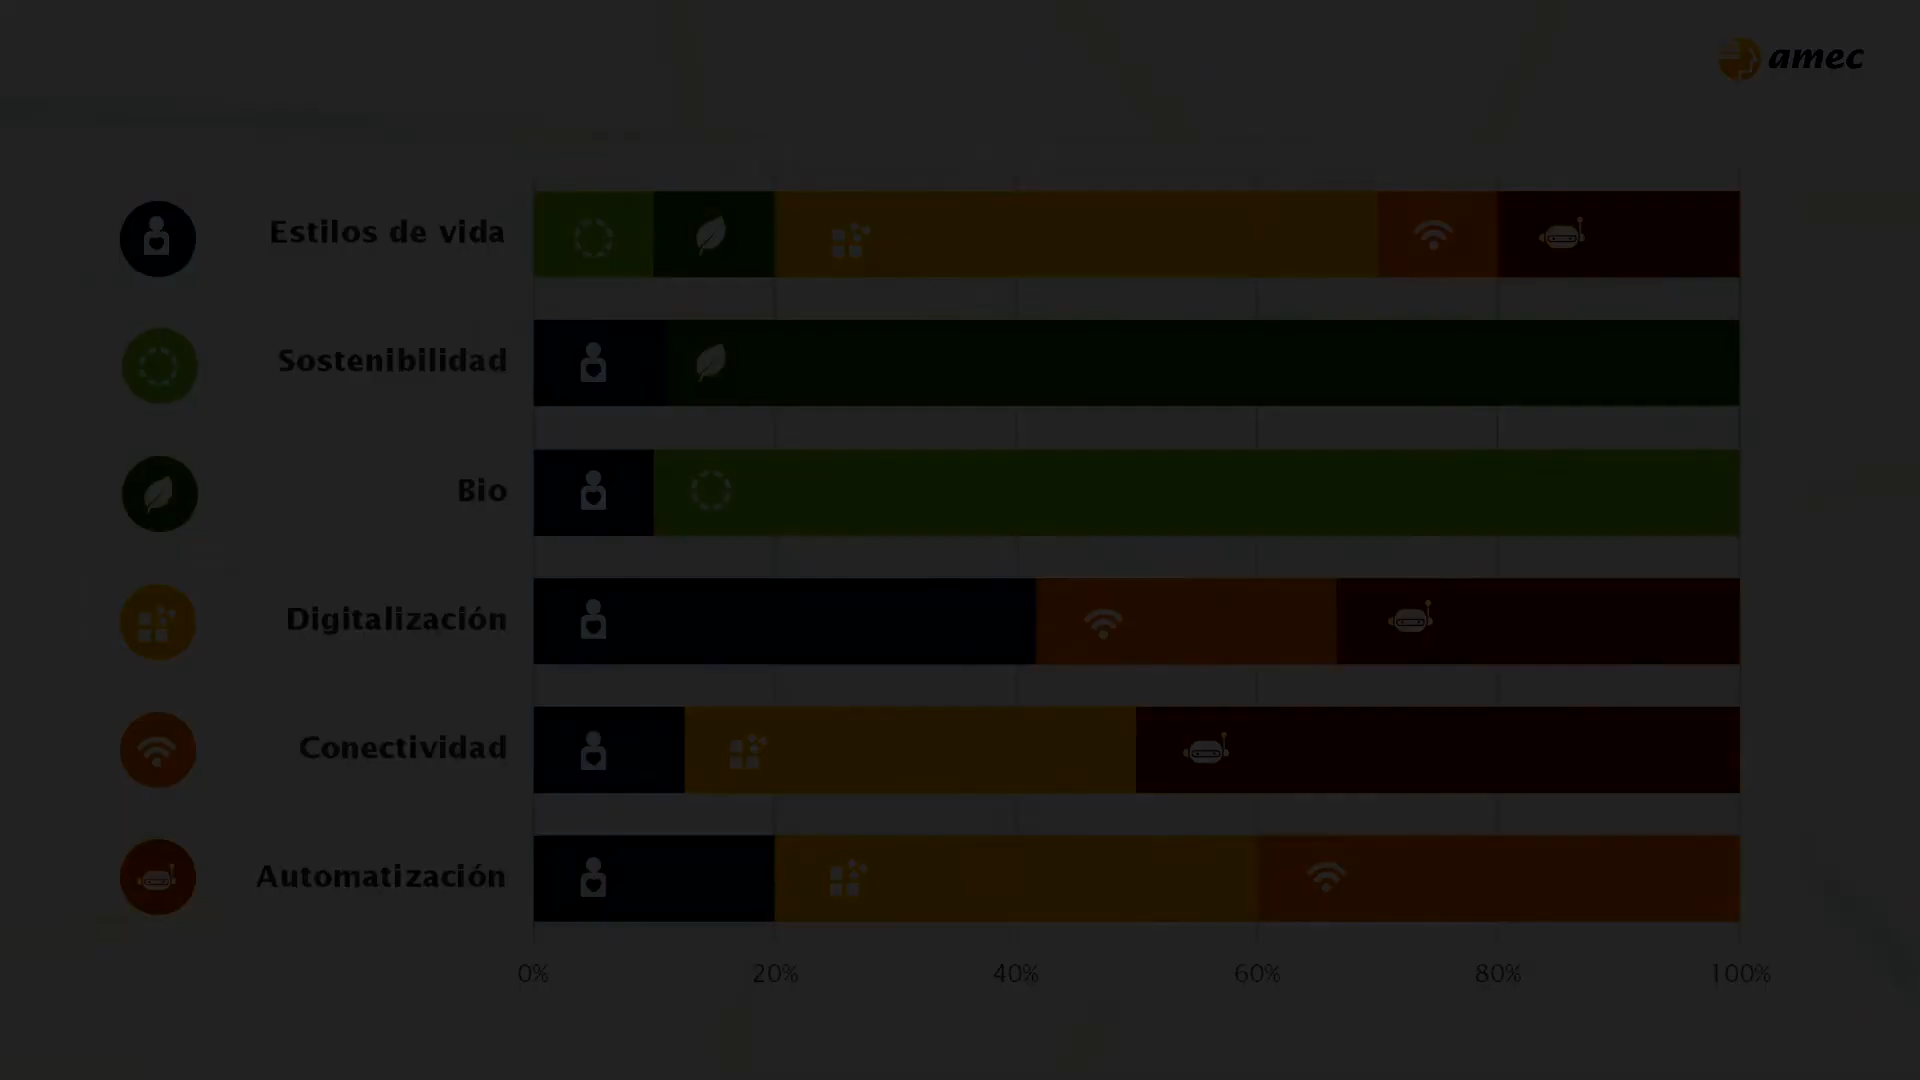 amec
Estilos de vida
Sostenibilidad
Bio
Digitalización
Conectividad
Automatización
0% 20% 40% 60% 80% 100%